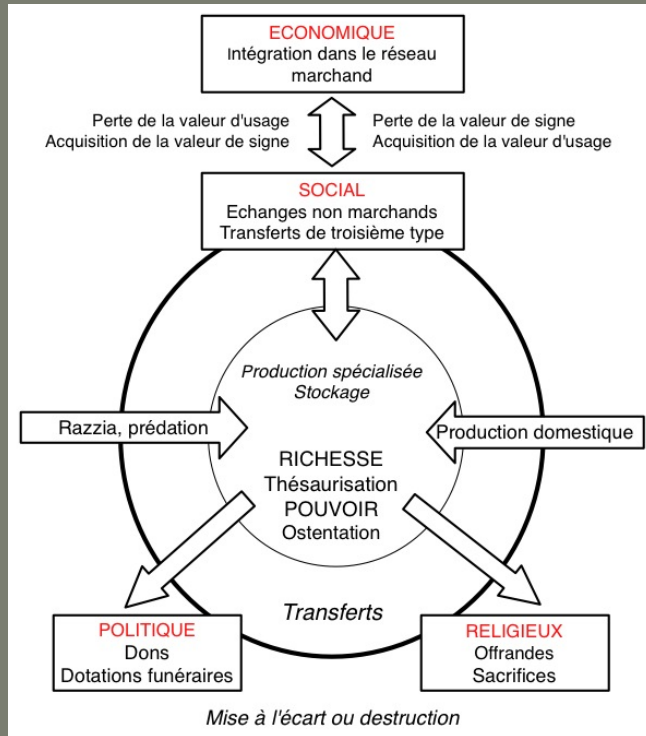 ECONOMIQUE
Intégration dans le réseau
marchand
Perte de la valeur d'usage
Acquisition de la valeur de signe
Perte de la valeur de signe
Acquisition de la valeur d'usage
SOCIAL
Echanges non marchands
Transferts de troisième type
Production spécialisée
Stockage
Razzia, prédation
Production domestique
RICHESSE
Thésaurisation
POUVOIR
Ostentation
Transferts
POLITIQUE
Dons
Dotations funéraires
RELIGIEUX
Offrandes
Sacrifices
Mise à l'écart ou destruction